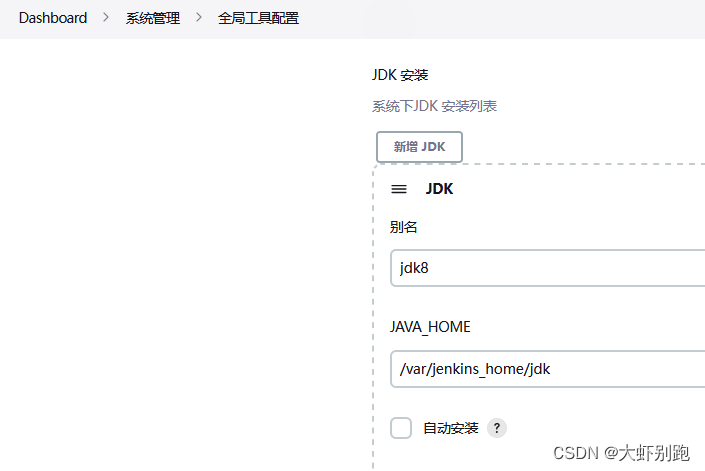 Dashboard > 系统管理 > 全局工具配置
JDK 安装
系统下JDK 安装列表
新增 JDK
JDK
别名
jdk8
JAVA_HOME
/var/jenkins_home/jdk
自动安装 ?
CSDN @大虾别跑